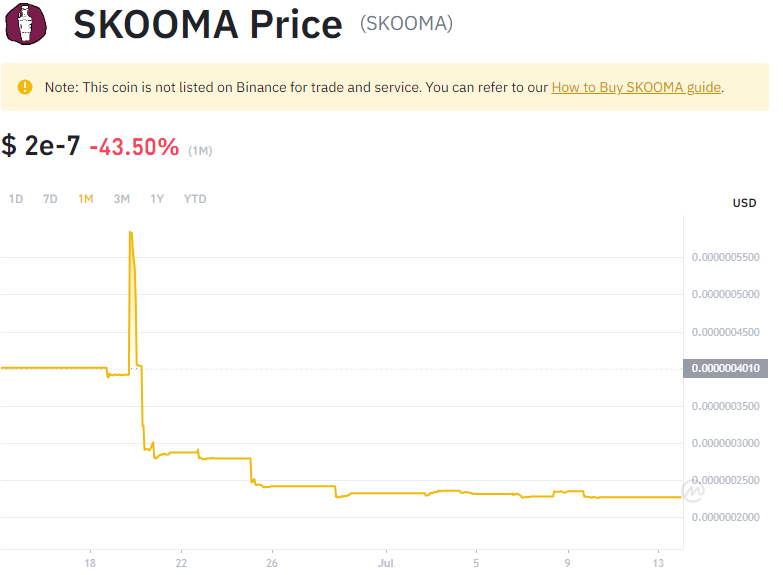 SKOOMA Price (SKOOMA)
Note: This coin is not listed on Binance for trade and service. You can refer to our How to Buy SKOOMA guide.
$ 2e-7 -43.50% (1M)
1D 7D 1M 3M 1Y YTD
USD
0.0000005500
0.0000005000
0.0000004500
0.0000004010
0.0000003500
0.0000003000
0.0000002500
0.0000002000
18 22 26 Jul 5 9 13